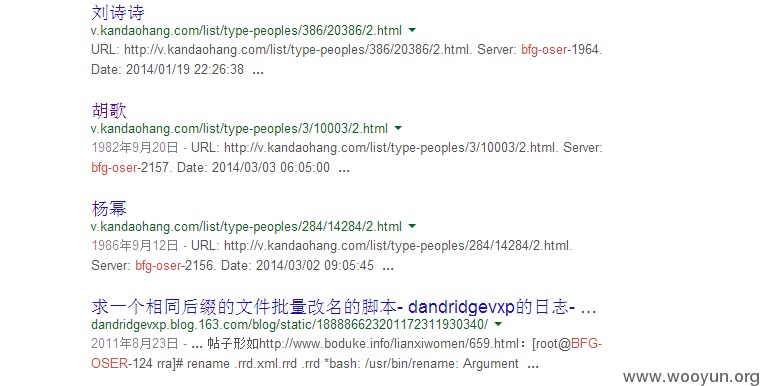 刘诗诗
v.kandaohang.com/list/type-peoples/386/20386/2.html
URL: http://v.kandaohang.com/list/type-peoples/386/20386/2.html. Server: bfg-oser-1964.
Date: 2014/01/19 22:26:38 ...
胡歌
v.kandaohang.com/list/type-peoples/3/10003/2.html
1982年9月20日 - URL: http://v.kandaohang.com/list/type-peoples/3/10003/2.html. Server:
bfg-oser-2157. Date: 2014/03/03 06:05:00 ...
杨幂
v.kandaohang.com/list/type-peoples/284/14284/2.html
1986年9月12日 - URL: http://v.kandaohang.com/list/type-peoples/284/14284/2.html.
Server: bfg-oser-2156. Date: 2014/03/02 09:05:45 ...
求一个相同后缀的文件批量改名的脚本- dandridgevxp的日志- ...
dandridgevxp.blog.163.com/blog/static/188886623201172311930340/
2011年8月23日 - ... 帖子形如http://www.boduke.info/lianxiwomen/659.html：[root@BFG-
OSER-124 rra]# rename .rrd.xml.rrd .rrd *bash: /usr/bin/rename: Argument ...
www.wooyun.org